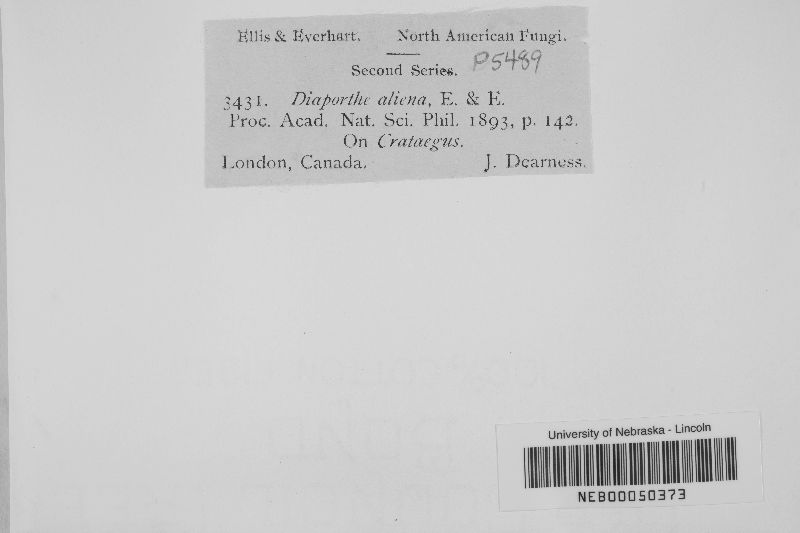 Ellis & Everhart. North American Fungi.
Second Series. P5489
3431. Diaporthe aliena, E. & E.
Proc. Acad. Nat. Sci. Phil. 1893, p. 142.
On Crataegus.
London, Canada. J. Dearness.
University of Nebraska - Lincoln
NEB00050373